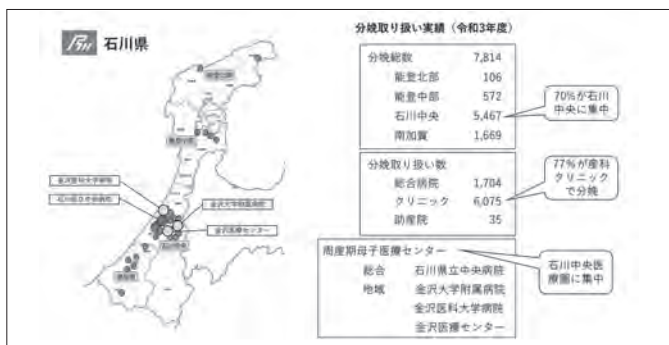 石川県
能登北部
能登中部
金沢医科大学病院
石川県立中央病院
金沢大学附属病院
金沢医療センター
石川中央
南加賀
分娩取り扱い実績（令和3年度）
分娩総数 7,814
能登北部 106
能登中部 572
石川中央 5,467
南加賀 1,669
70%が石川
中央に集中
分娩取り扱い数
総合病院 1,704
クリニック 6,075
助産院 35
77%が産科
クリニック
で分娩
周産期母子医療センター
総合 石川県立中央病院
地域 金沢大学附属病院
金沢医科大学病院
金沢医療センター
石川中央医
療圏に集中